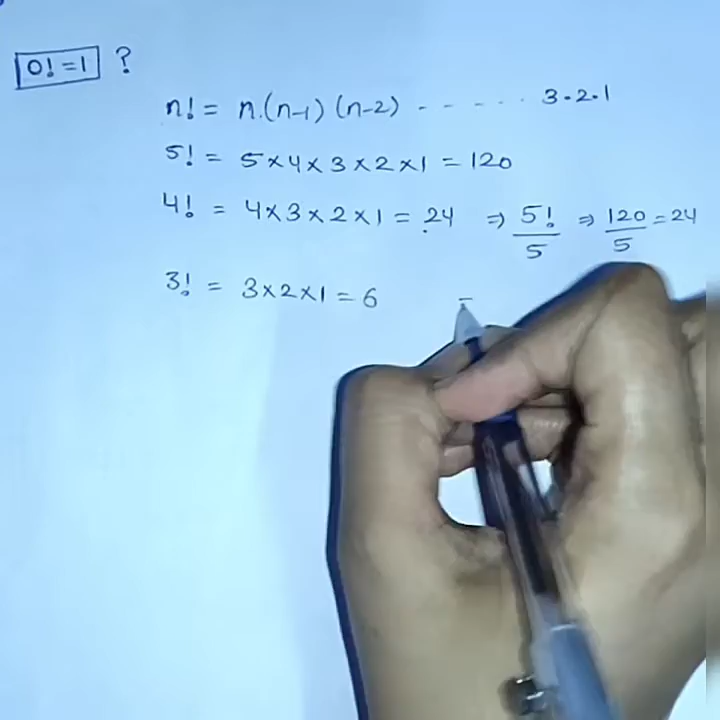 0! = 1 ?
n! = n.(n-1) (n-2) - - - - - - 3.2.1
5! = 5×4×3×2×1 = 120
4! = 4×3×2×1 = 24 ⇒ 5!/5 ⇒ 120/5 = 24
3! = 3×2×1 = 6